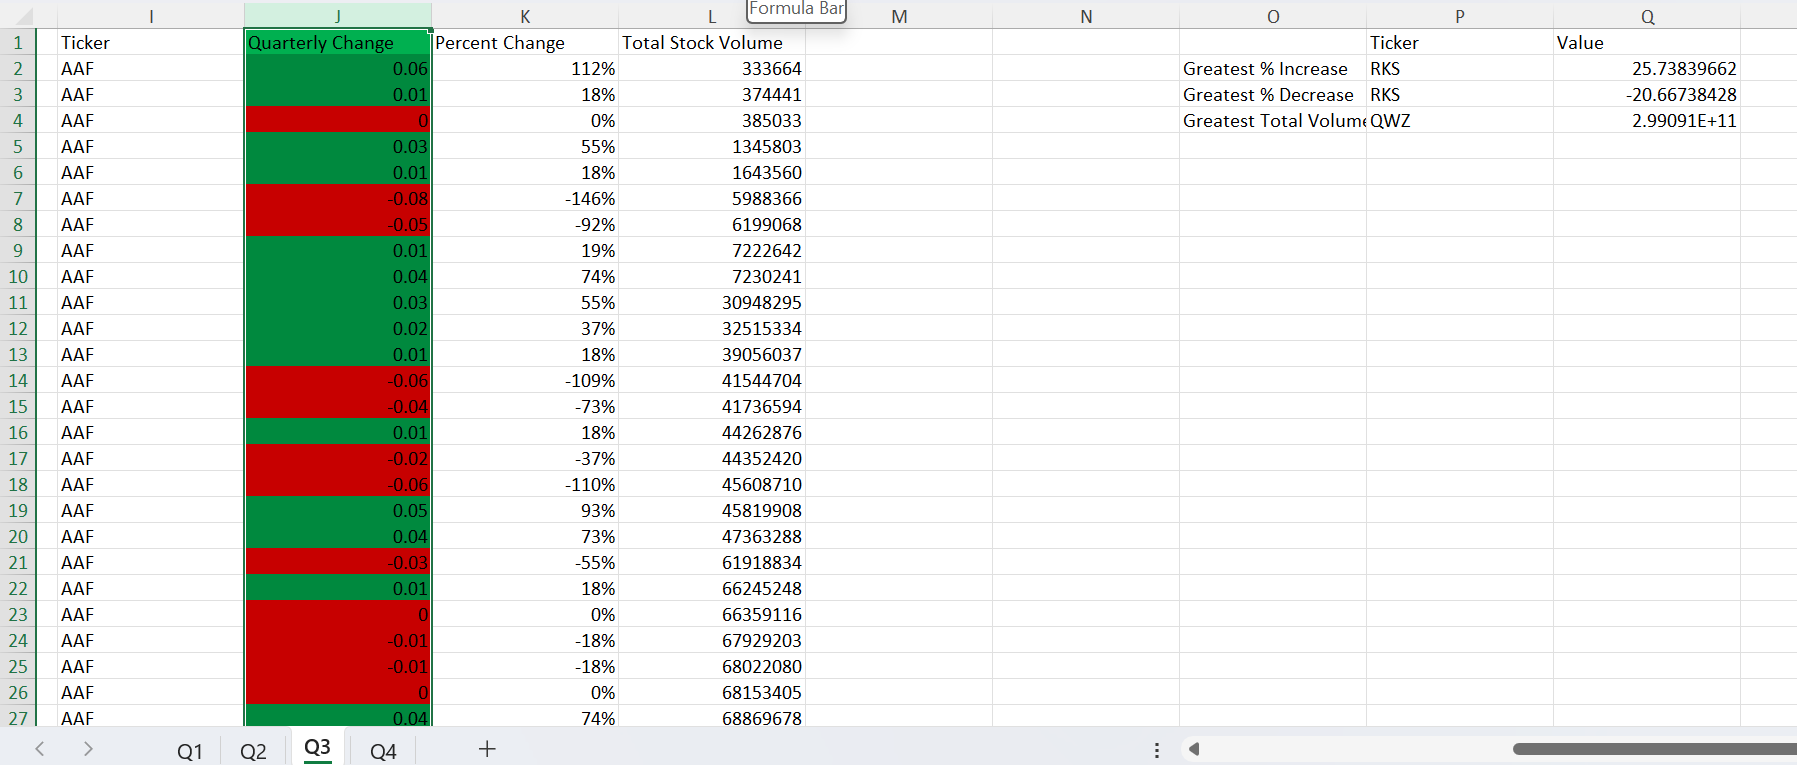 Formula Bar
I J K L M N O P Q
1 Ticker Quarterly Change Percent Change Total Stock Volume Ticker Value
2 AAF 0.06 112% 333664 Greatest % Increase RKS 25.73839662
3 AAF 0.01 18% 374441 Greatest % Decrease RKS -20.66738428
4 AAF 0 0% 385033 Greatest Total Volume QWZ 2.99091E+11
5 AAF 0.03 55% 1345803
6 AAF 0.01 18% 1643560
7 AAF -0.08 -146% 5988366
8 AAF -0.05 -92% 6199068
9 AAF 0.01 19% 7222642
10 AAF 0.04 74% 7230241
11 AAF 0.03 55% 30948295
12 AAF 0.02 37% 32515334
13 AAF 0.01 18% 39056037
14 AAF -0.06 -109% 41544704
15 AAF -0.04 -73% 41736594
16 AAF 0.01 18% 44262876
17 AAF -0.02 -37% 44352420
18 AAF -0.06 -110% 45608710
19 AAF 0.05 93% 45819908
20 AAF 0.04 73% 47363288
21 AAF -0.03 -55% 61918834
22 AAF 0.01 18% 66245248
23 AAF 0 0% 66359116
24 AAF -0.01 -18% 67929203
25 AAF -0.01 -18% 68022080
26 AAF 0 0% 68153405
27 AAF 0.04 74% 68869678
Q1 Q2 Q3 Q4